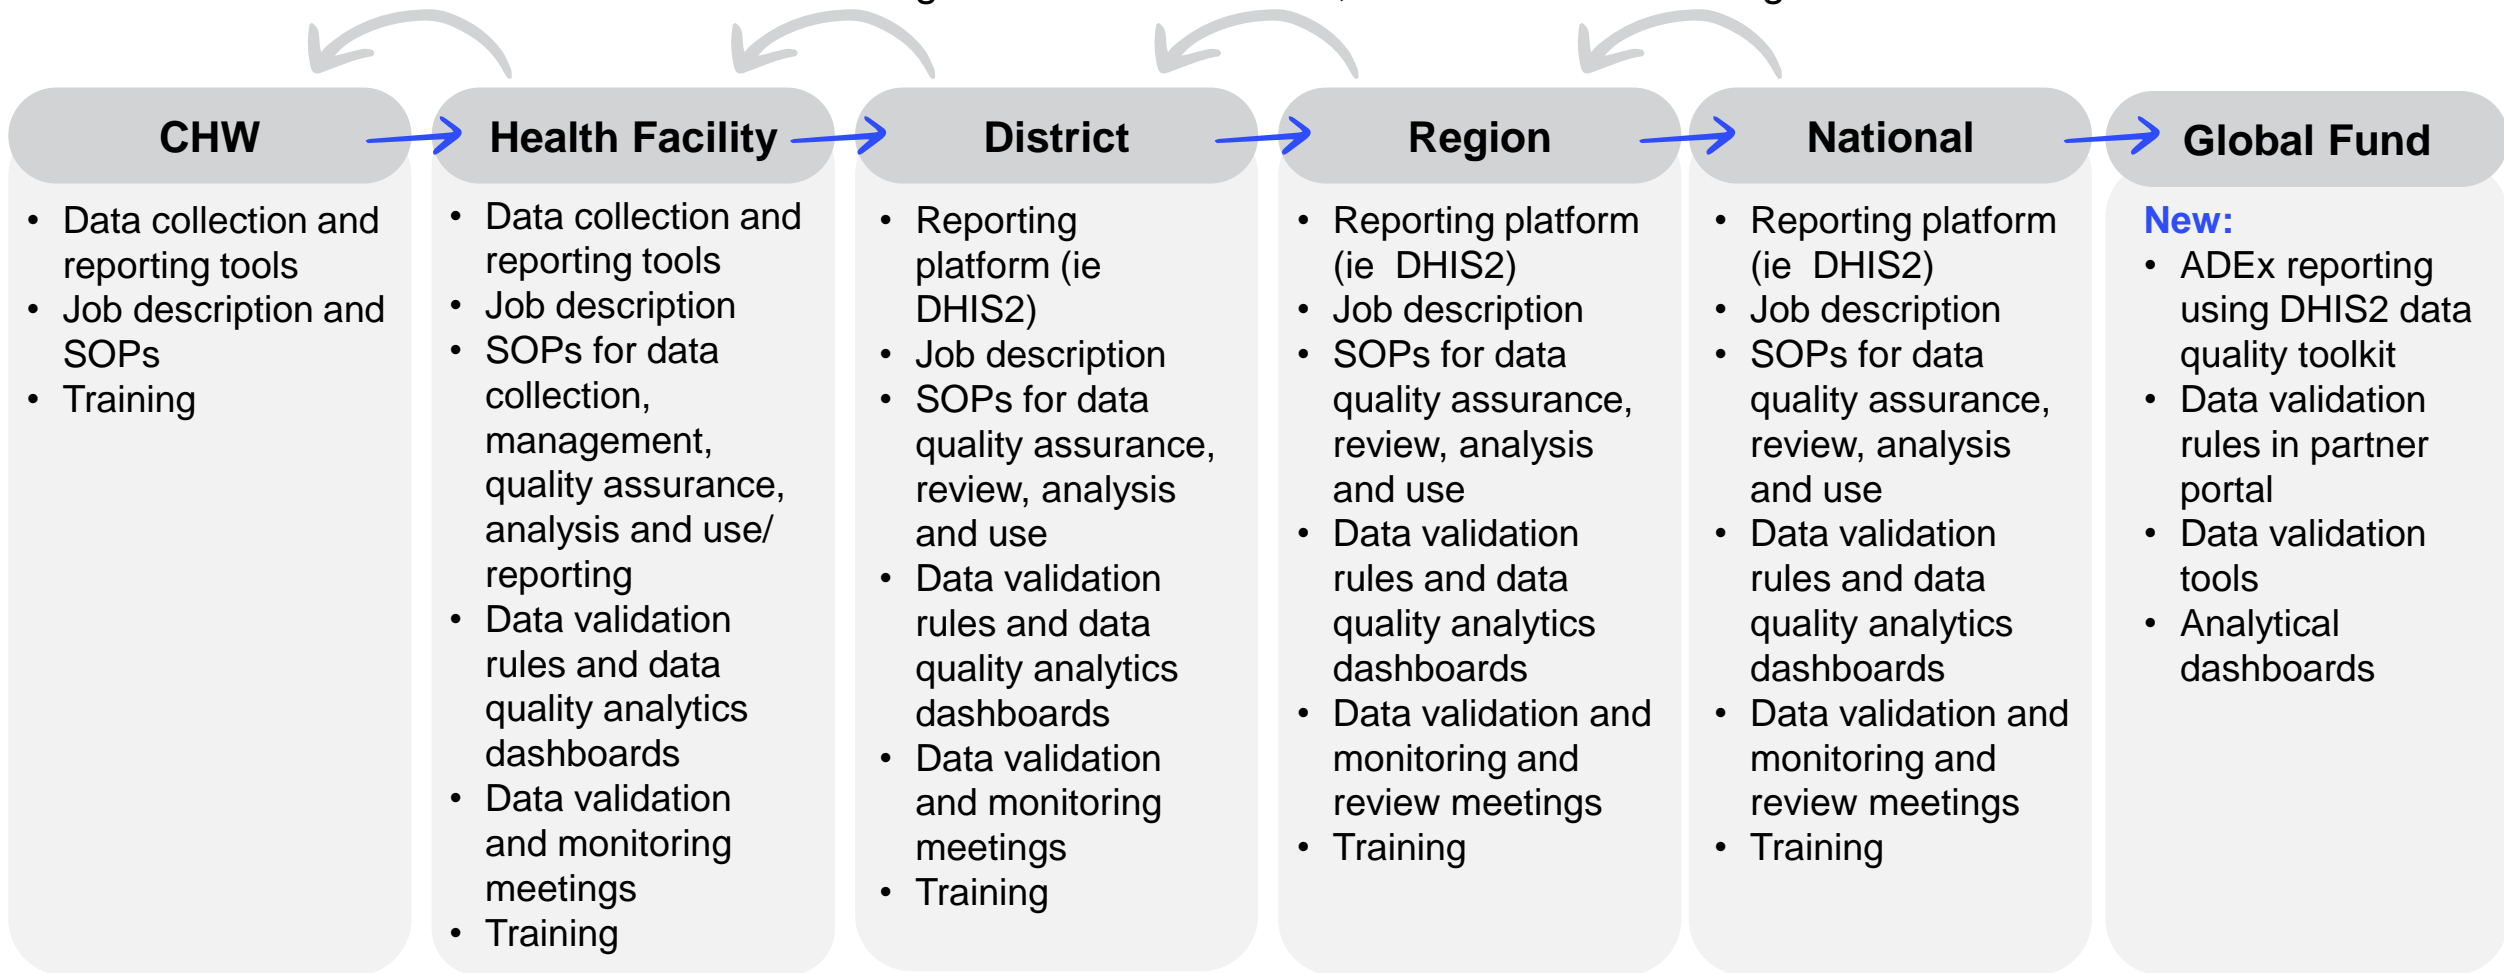 CHW
• Data collection and
reporting tools
• Job description and
SOPs
• Training
Health Facility
• Data collection and
reporting tools
• Job description
• SOPs for data
collection,
management,
quality assurance,
analysis and use/
reporting
• Data validation
rules and data
quality analytics
dashboards
• Data validation
and monitoring
meetings
• Training
District
• Reporting
platform (ie
DHIS2)
• Job description
• SOPs for data
quality assurance,
review, analysis
and use
• Data validation
rules and data
quality analytics
dashboards
• Data validation
and monitoring
meetings
• Training
Region
• Reporting platform
(ie DHIS2)
• Job description
• SOPs for data
quality assurance,
review, analysis
and use
• Data validation
rules and data
quality analytics
dashboards
• Data validation and
monitoring and
review meetings
• Training
National
• Reporting platform
(ie DHIS2)
• Job description
• SOPs for data
quality assurance,
review, analysis
and use
• Data validation
rules and data
quality analytics
dashboards
• Data validation and
monitoring and
review meetings
• Training
Global Fund
New:
• ADEx reporting
using DHIS2 data
quality toolkit
• Data validation
rules in partner
portal
• Data validation
tools
• Analytical
dashboards